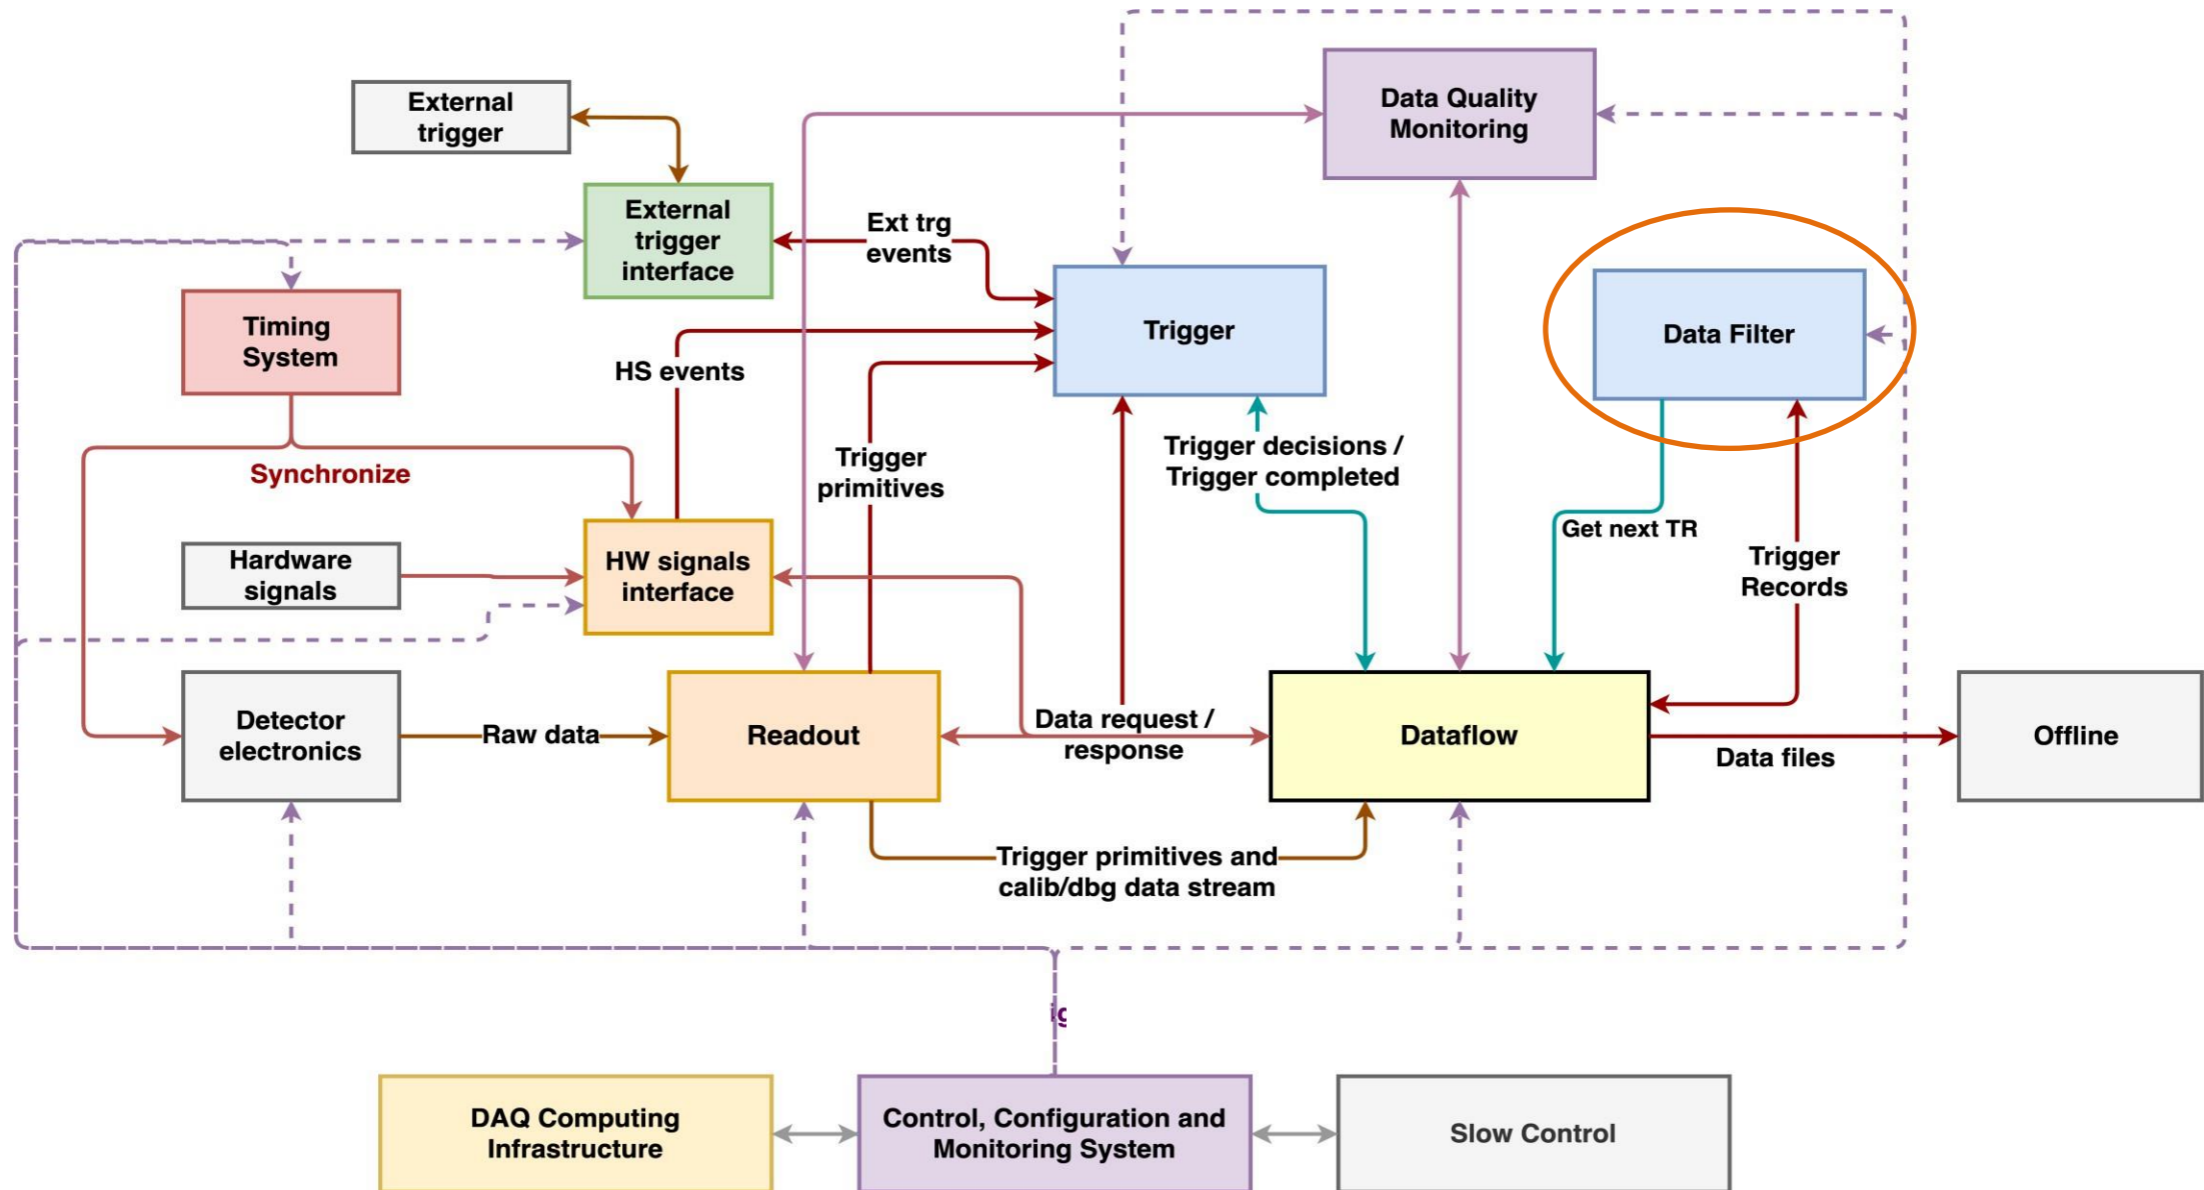 External
trigger
Data Quality
Monitoring
External
trigger
interface
Ext trg
events
Timing
System
Trigger
Data Filter
HS events
Trigger
primitives
Trigger decisions /
Trigger completed
Synchronize
Get next TR
Hardware
signals
HW signals
interface
Trigger
Records
Detector
electronics
Raw data
Readout
Data request /
response
Dataflow
Data files
Offline
Trigger primitives and
calib/dbg data stream
DAQ Computing
Infrastructure
Control, Configuration and
Monitoring System
Slow Control